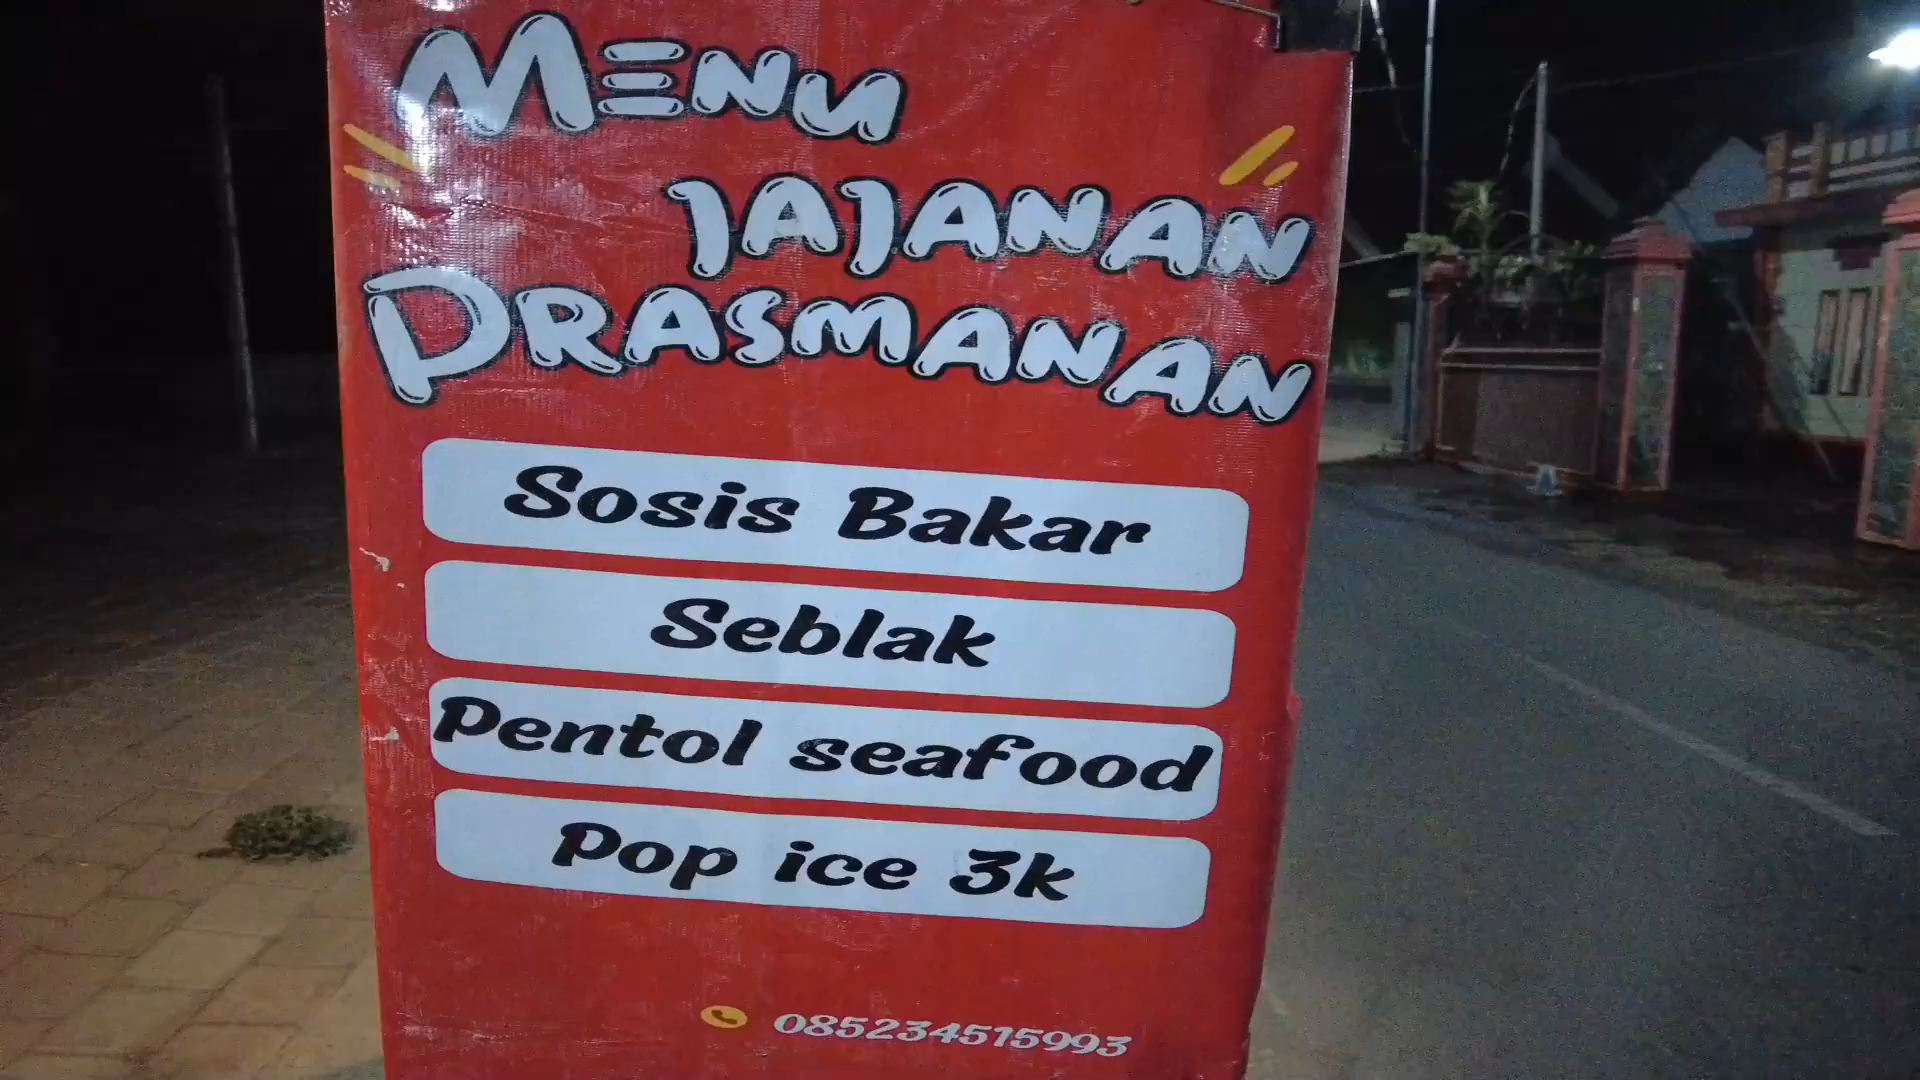 MENU
JAJANAN
PRASMANAN
Sosis Bakar
Seblak
Pentol seafood
Pop ice 3k
085234515993